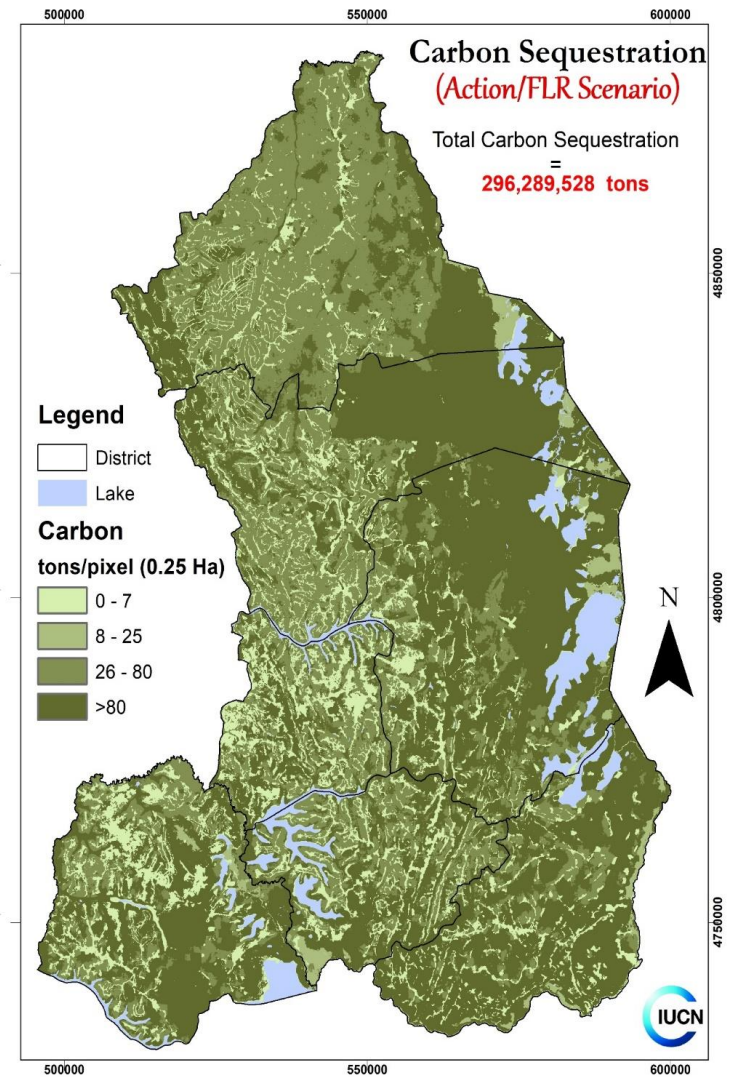 500000
550000
600000
Carbon Sequestration
(Action/FLR Scenario)
Total Carbon Sequestration
=
296,289,528 tons
4850000
Legend
District
Lake
Carbon
tons/pixel (0.25 Ha)
0 - 7
8 - 25
26 - 80
>80
4800000
N
4750000
IUCN
500000
550000
600000